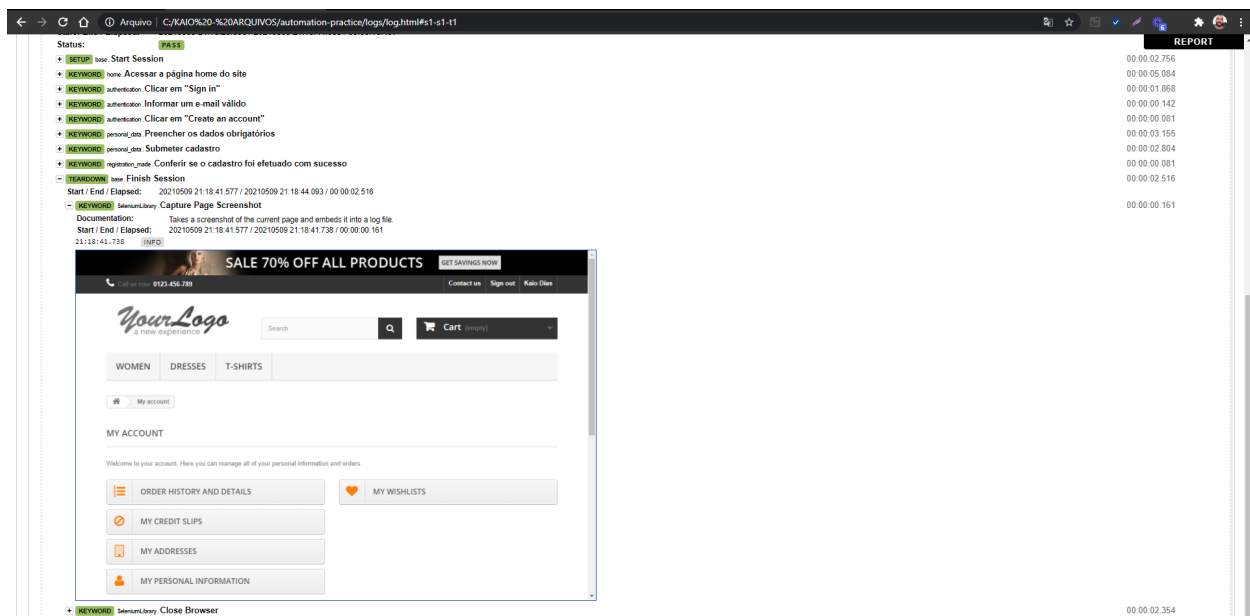 Arquivo | C:/KAIO%20-%20ARQUIVOS/automation-practice/logs/log.html#s1-s1-t1
REPORT
Status: PASS
+ SETUP base. Start Session 00:00:02.756
+ KEYWORD home. Acessar a página home do site 00:00:05.084
+ KEYWORD authentication. Clicar em "Sign in" 00:00:01.868
+ KEYWORD authentication. Informar um e-mail válido 00:00:00.142
+ KEYWORD authentication. Clicar em "Create an account" 00:00:00.081
+ KEYWORD personal_data. Preencher os dados obrigatórios 00:00:03.155
+ KEYWORD personal_data. Submeter cadastro 00:00:02.804
+ KEYWORD registration_made. Conferir se o cadastro foi efetuado com sucesso 00:00:00.081
- TEARDOWN base. Finish Session 00:00:02.516
Start / End / Elapsed: 20210509 21:18:41.577 / 20210509 21:18:44.093 / 00:00:02.516
- KEYWORD SeleniumLibrary. Capture Page Screenshot 00:00:00.161
Documentation: Takes a screenshot of the current page and embeds it into a log file.
Start / End / Elapsed: 20210509 21:18:41.577 / 20210509 21:18:41.738 / 00:00:00.161
21:18:41.738 INFO
SALE 70% OFF ALL PRODUCTS GET SAVINGS NOW
Call us now: 0123-456-789 Contact us Sign out Kaio Dias
Your Logo
a new experience
Search Cart (empty)
WOMEN DRESSES T-SHIRTS
My account
MY ACCOUNT
Welcome to your account. Here you can manage all of your personal information and orders.
ORDER HISTORY AND DETAILS MY WISHLISTS
MY CREDIT SLIPS
MY ADDRESSES
MY PERSONAL INFORMATION
+ KEYWORD SeleniumLibrary. Close Browser 00:00:02.354